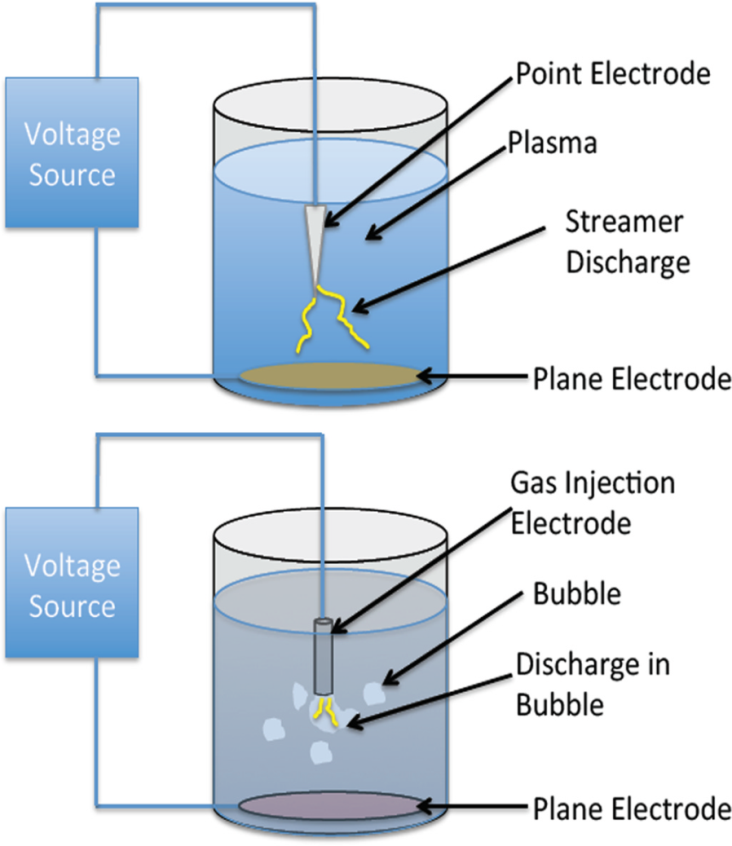 Voltage
Source
Point Electrode
Plasma
Streamer
Discharge
Plane Electrode
Voltage
Source
Gas Injection
Electrode
Bubble
Discharge in
Bubble
Plane Electrode